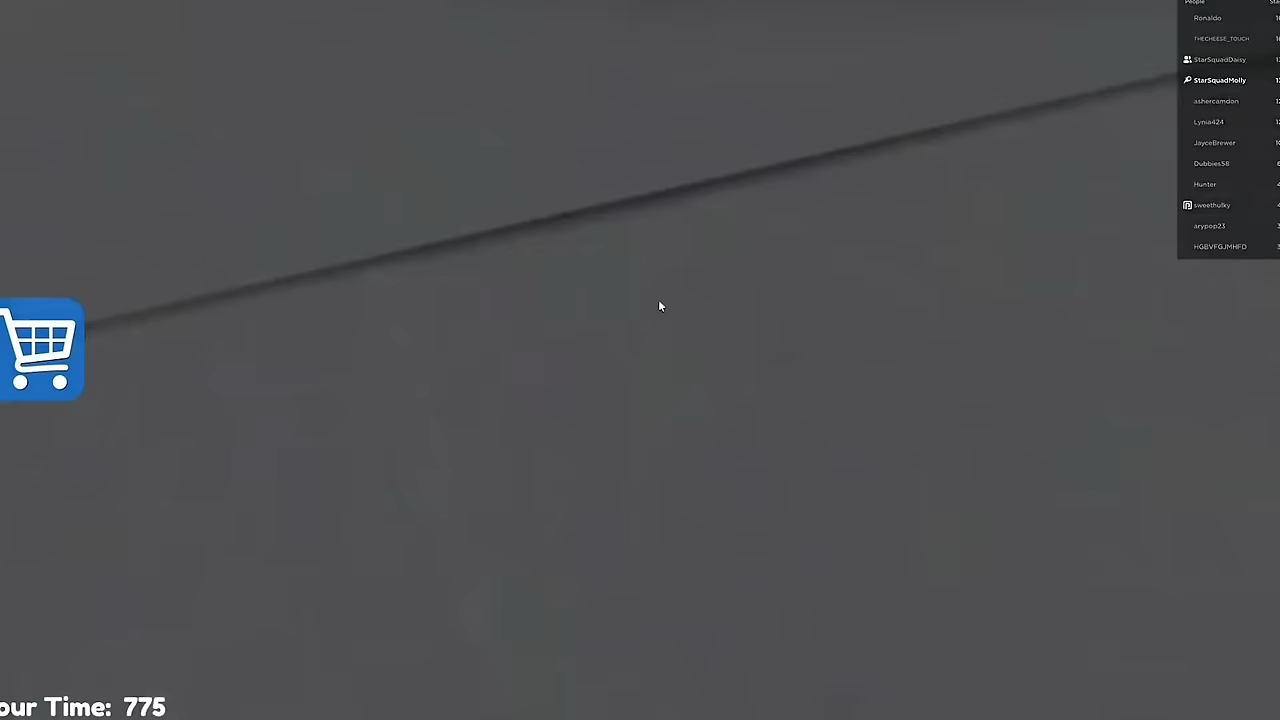 People
Ronaldo
THECHEESE_TOUCH
StarSquadDaisy
StarSquadMolly
ashercamdon
Lynia424
JayceBrewer
Dubbies58
Hunter
sweethulky
arypop23
HGBVFGJMHFD
our Time: 775